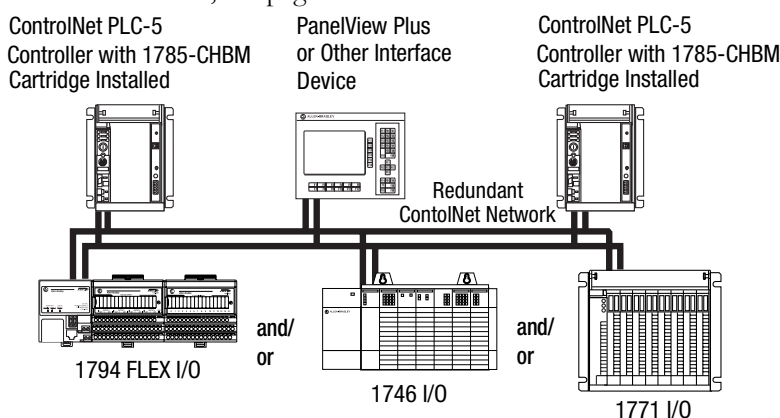 ControlNet PLC-5
Controller with 1785-CHBM
Cartridge Installed
PanelView Plus
or Other Interface
Device
ControlNet PLC-5
Controller with 1785-CHBM
Cartridge Installed
Redundant
ContolNet Network
and/
or
and/
or
1794 FLEX I/O
1746 I/O
1771 I/O